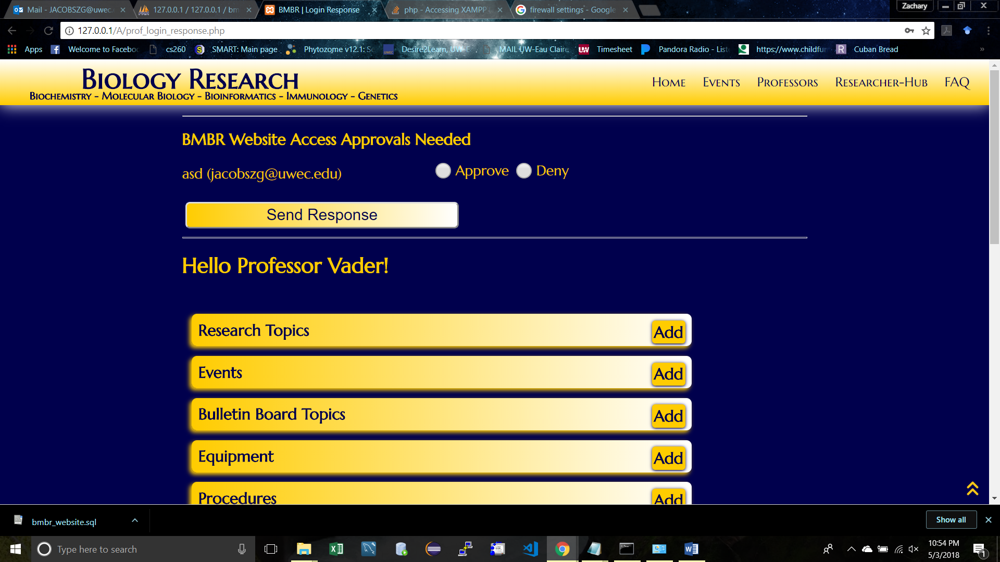 Mail - JACOBSZG@uwec. 127.0.0.1 / 127.0.0.1 / bm BMBR | Login Response php - Accessing XAMPP firewall settings - Google Zachary
127.0.0.1/A/prof_login_response.php
Apps Welcome to Faceboo cs260 SMART: Main page Phytozome v12.1: Se Desire2Learn, UW-E MAIL UW-Eau Claire Timesheet Pandora Radio - List https://www.childfun Cuban Bread »
Biology Research
Biochemistry - Molecular Biology - Bioinformatics - Immunology - Genetics
Home Events Professors Researcher-Hub FAQ
BMBR Website Access Approvals Needed
asd (jacobszg@uwec.edu) Approve Deny
Send Response
Hello Professor Vader!
Research Topics Add
Events Add
Bulletin Board Topics Add
Equipment Add
Procedures Add
bmbr_website.sql Show all
Type here to search
10:54 PM
5/3/2018
1